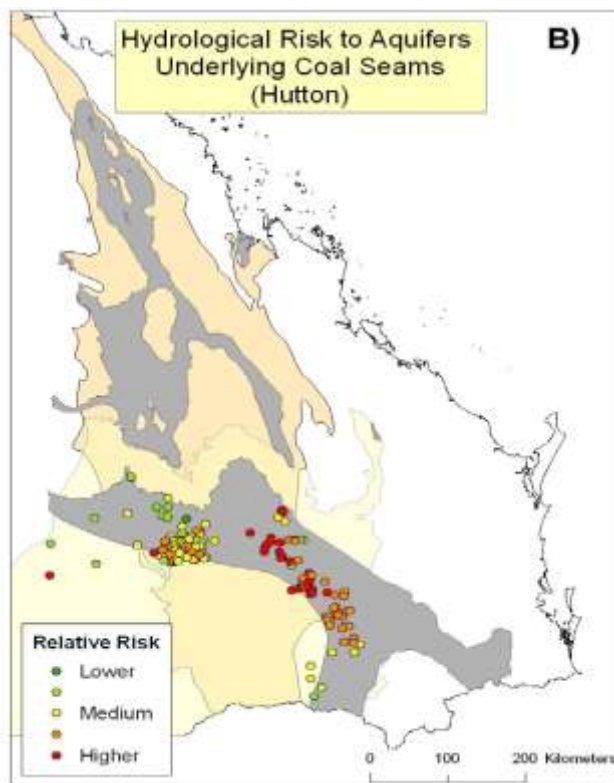 Hydrological Risk to Aquifers
Underlying Coal Seams
(Hutton)
B)
Relative Risk
Lower
Medium
Higher
0 100 200 Kilometers